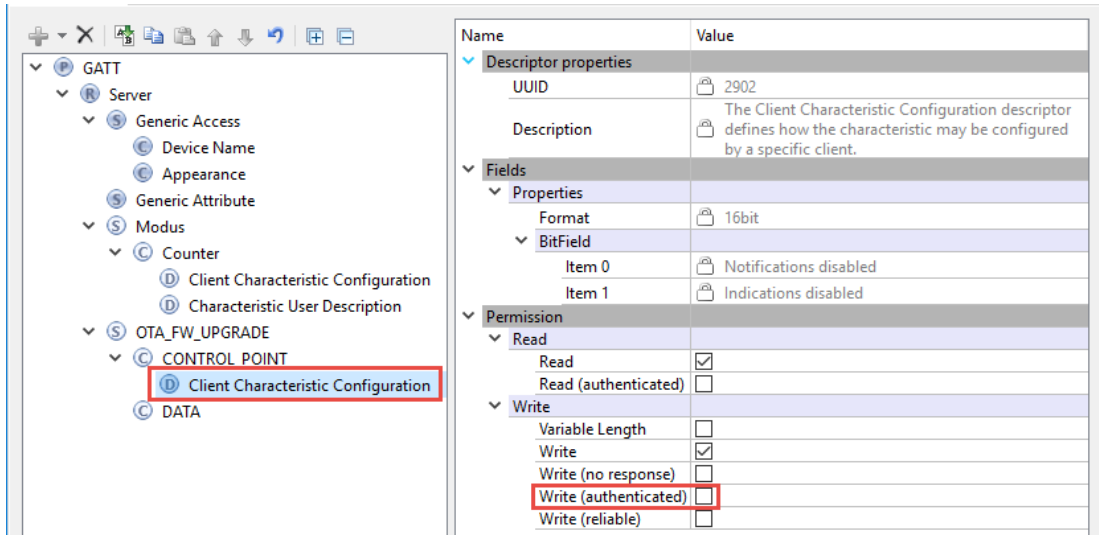 GATT
Server
Generic Access
Device Name
Appearance
Generic Attribute
Modus
Counter
Client Characteristic Configuration
Characteristic User Description
OTA_FW_UPGRADE
CONTROL_POINT
Client Characteristic Configuration
DATA
Name Value
Descriptor properties
UUID 2902
Description The Client Characteristic Configuration descriptor
defines how the characteristic may be configured
by a specific client.
Fields
Properties
Format 16bit
BitField
Item 0 Notifications disabled
Item 1 Indications disabled
Permission
Read
Read
Read (authenticated)
Write
Variable Length
Write
Write (no response)
Write (authenticated)
Write (reliable)